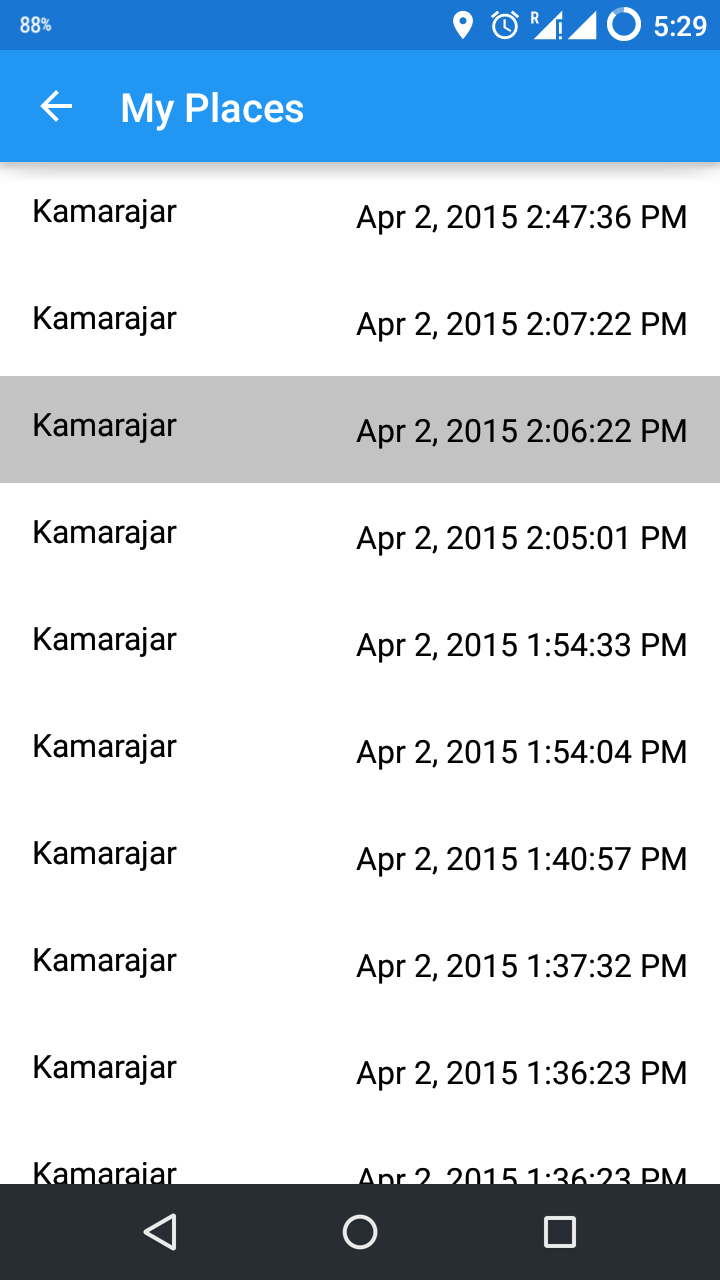 88%
R
5:29
My Places
Kamarajar Apr 2, 2015 2:47:36 PM
Kamarajar Apr 2, 2015 2:07:22 PM
Kamarajar Apr 2, 2015 2:06:22 PM
Kamarajar Apr 2, 2015 2:05:01 PM
Kamarajar Apr 2, 2015 1:54:33 PM
Kamarajar Apr 2, 2015 1:54:04 PM
Kamarajar Apr 2, 2015 1:40:57 PM
Kamarajar Apr 2, 2015 1:37:32 PM
Kamarajar Apr 2, 2015 1:36:23 PM
Kamarajar Apr 2, 2015 1:36:23 PM